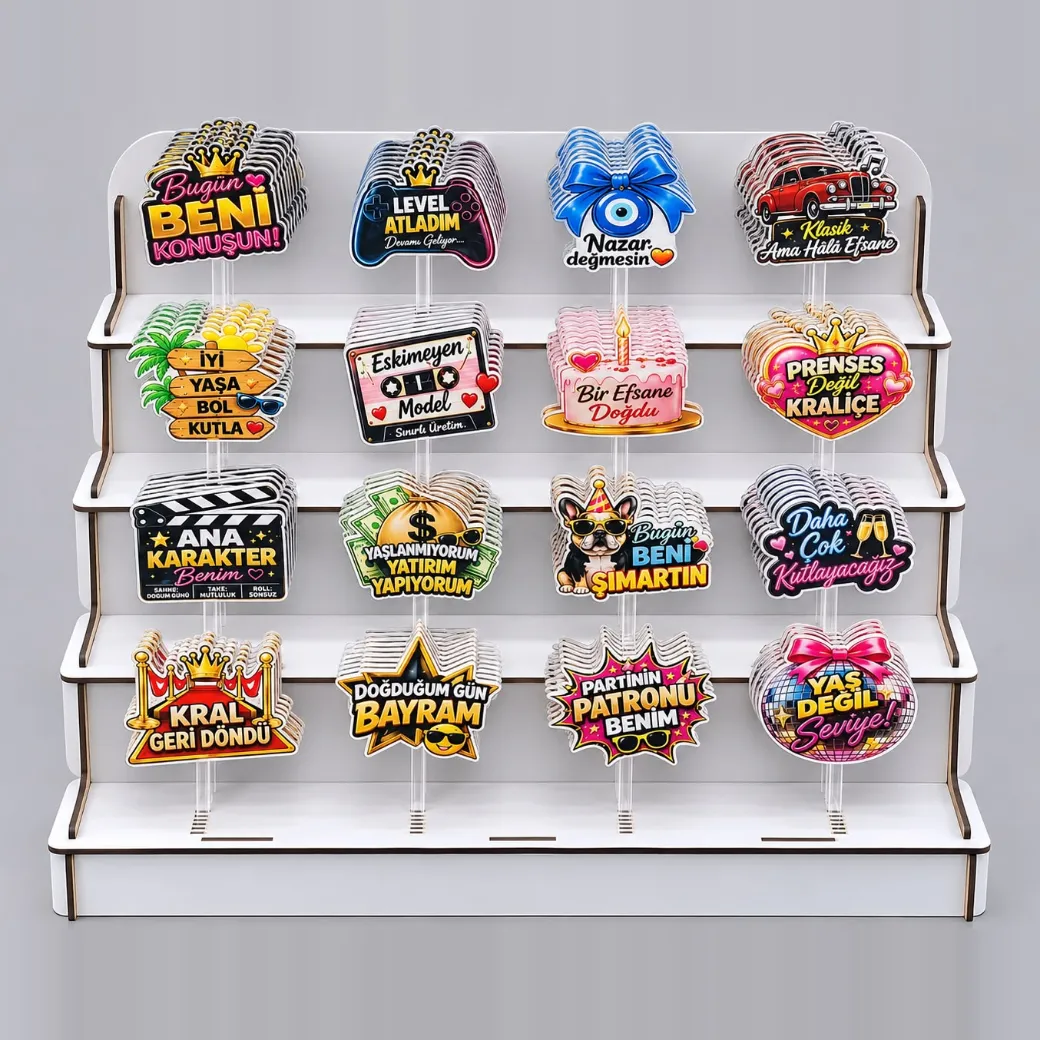 Bugün
BENİ
KONUŞUN!
LEVEL
ATLADIM
Devamı Geliyor....
Nazar
değmesin
Klasik
Ama Hâlâ Efsane
İYİ
YAŞA
BOL
KUTLA
Eskimeyen
Model
Sınırlı Üretim.
Bir Efsane
Doğdu
PRENSES
Değil
KRALİÇE
ANA
KARAKTER
Benim
SAHNE: TAKE: ROLL:
DOĞUM GÜNÜ MUTLULUK SONSUZ
$
YAŞLANMIYORUM
YATIRIM
YAPIYORUM
Bugün
BENİ
ŞIMARTIN
Daha
Çok
Kutlayacağız
KRAL
GERİ DÖNDÜ
DOĞDUĞUM GÜN
BAYRAM
PARTİNİN
PATRONU
BENİM
YAŞ
DEĞİL
Seviye!